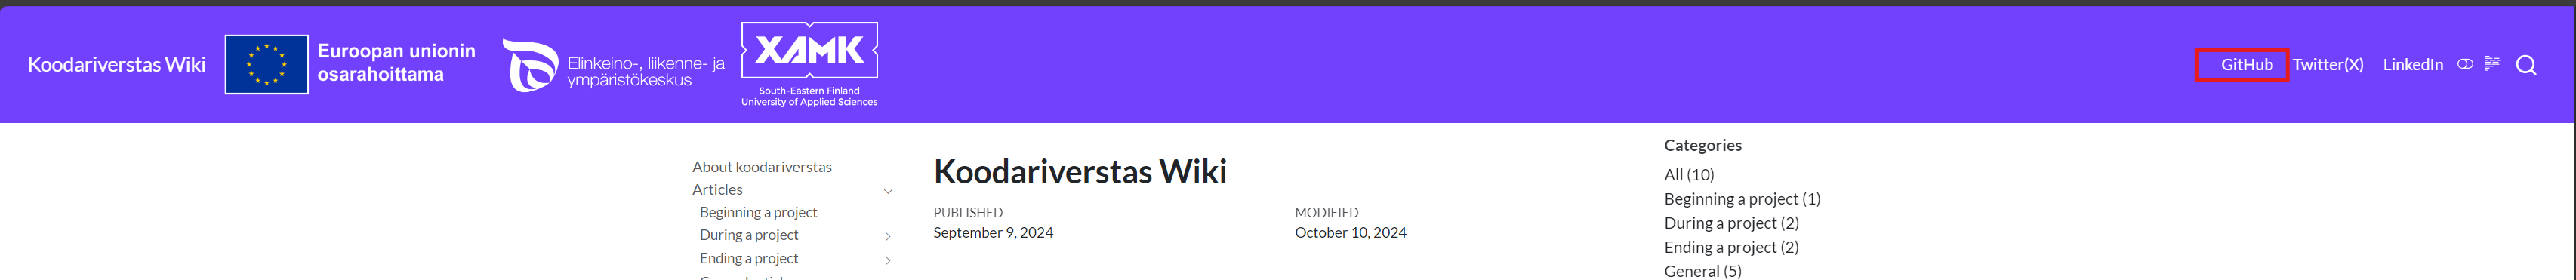 Koodariverstas Wiki
Euroopan unionin
osarahoittama
Elinkeino-, liikenne- ja
ympäristökeskus
XAMK
South-Eastern Finland
University of Applied Sciences
GitHub
Twitter(X)
LinkedIn
About koodariverstas
Articles
Beginning a project
During a project
Ending a project
Koodariverstas Wiki
PUBLISHED
September 9, 2024
MODIFIED
October 10, 2024
Categories
All (10)
Beginning a project (1)
During a project (2)
Ending a project (2)
General (5)